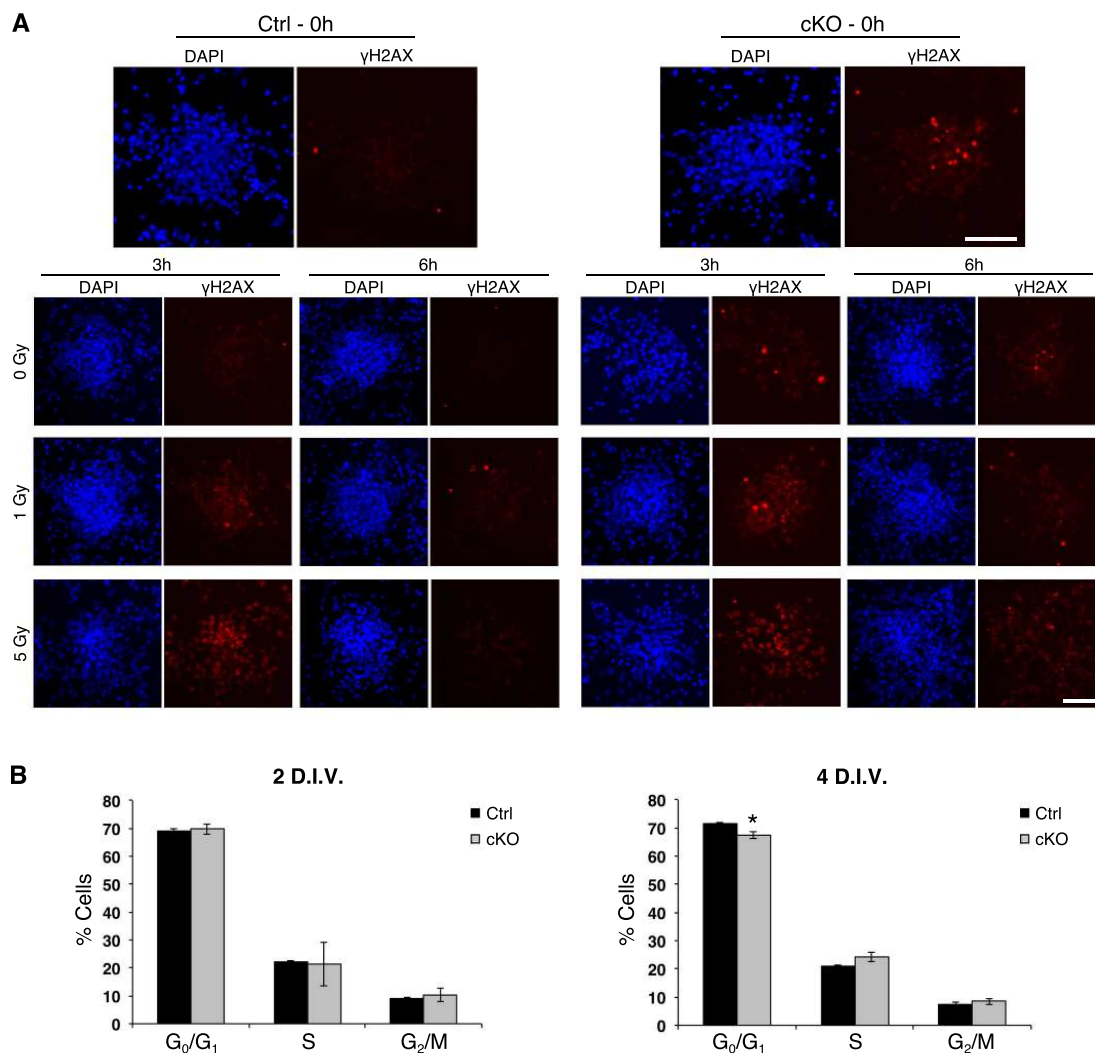 A
Ctrl - 0h
cKO - 0h
DAPI
γH2AX
DAPI
γH2AX
3h
6h
3h
6h
DAPI
γH2AX
DAPI
γH2AX
DAPI
γH2AX
DAPI
γH2AX
0 Gy
1 Gy
5 Gy
B
2 D.I.V.
80
70
60
50
40
30
20
10
0
% Cells
Ctrl
cKO
G₀/G₁
S
G₂/M
4 D.I.V.
80
70
60
50
40
30
20
10
0
% Cells
*
Ctrl
cKO
G₀/G₁
S
G₂/M